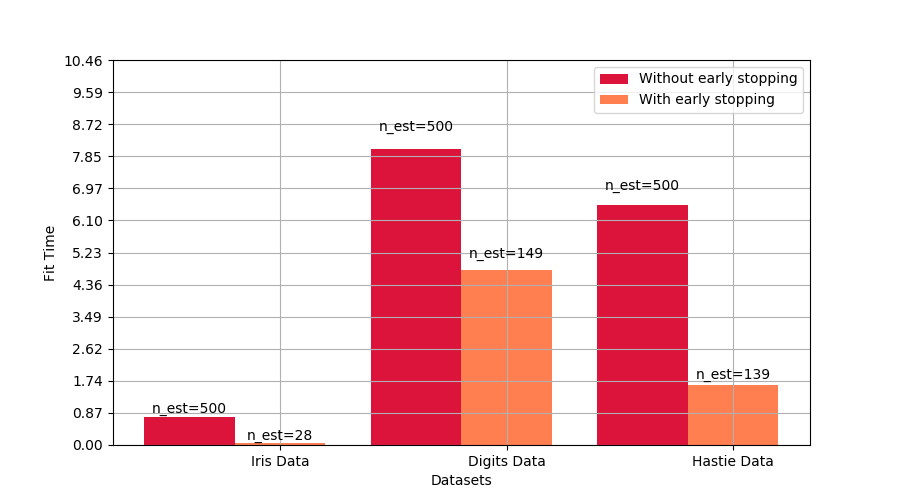 10.46
9.59
8.72
7.85
6.97
6.10
5.23
4.36
3.49
2.62
1.74
0.87
0.00
Fit Time
Without early stopping
With early stopping
n_est=500
n_est=28
n_est=500
n_est=149
n_est=500
n_est=139
Iris Data
Digits Data
Hastie Data
Datasets